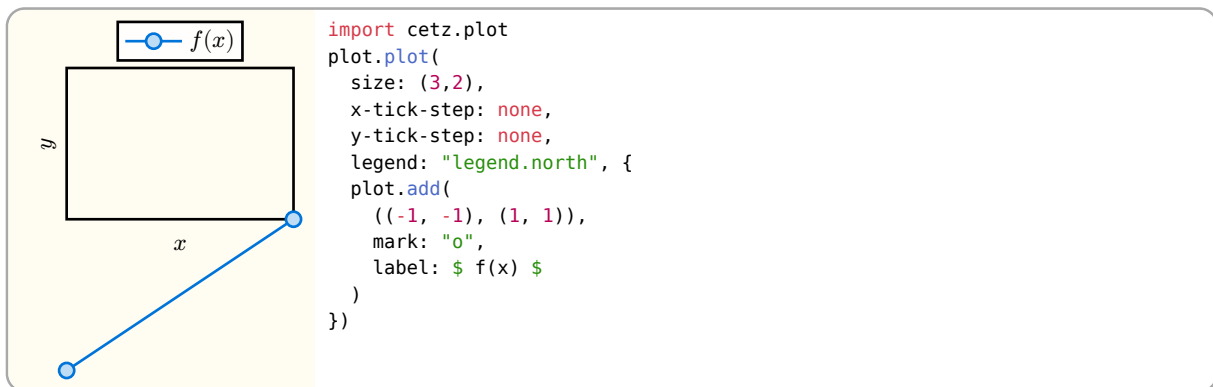 f(x)
y
x
import cetz.plot
plot.plot(
  size: (3,2),
  x-tick-step: none,
  y-tick-step: none,
  legend: "legend.north", {
  plot.add(
    ((-1, -1), (1, 1)),
    mark: "o",
    label: $ f(x) $
  )
})